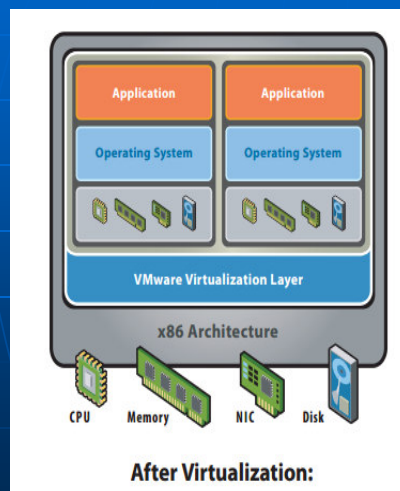 Application Application
Operating System Operating System
VMware Virtualization Layer
x86 Architecture
CPU Memory NIC Disk
After Virtualization: